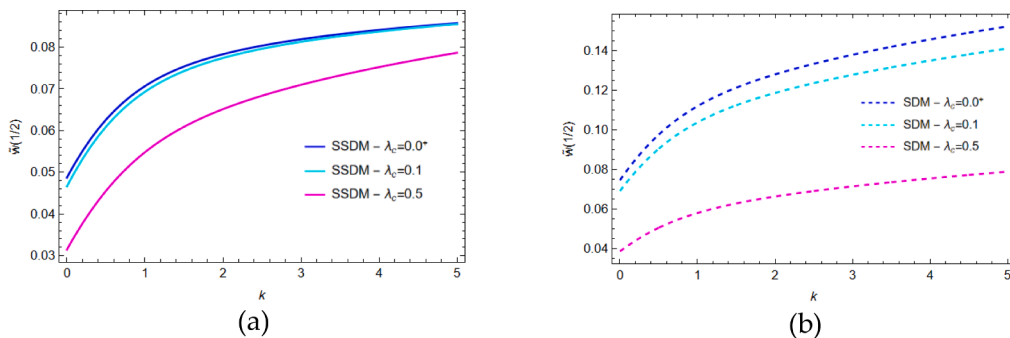 w̃(1/2)
0.08
0.07
0.06
0.05
0.04
0.03
SSDM – λc=0.0*
SSDM – λc=0.1
SSDM – λc=0.5
0 1 2 3 4 5
k
(a)
w̃(1/2)
0.14
0.12
0.10
0.08
0.06
0.04
SDM – λc=0.0*
SDM – λc=0.1
SDM – λc=0.5
0 1 2 3 4 5
k
(b)